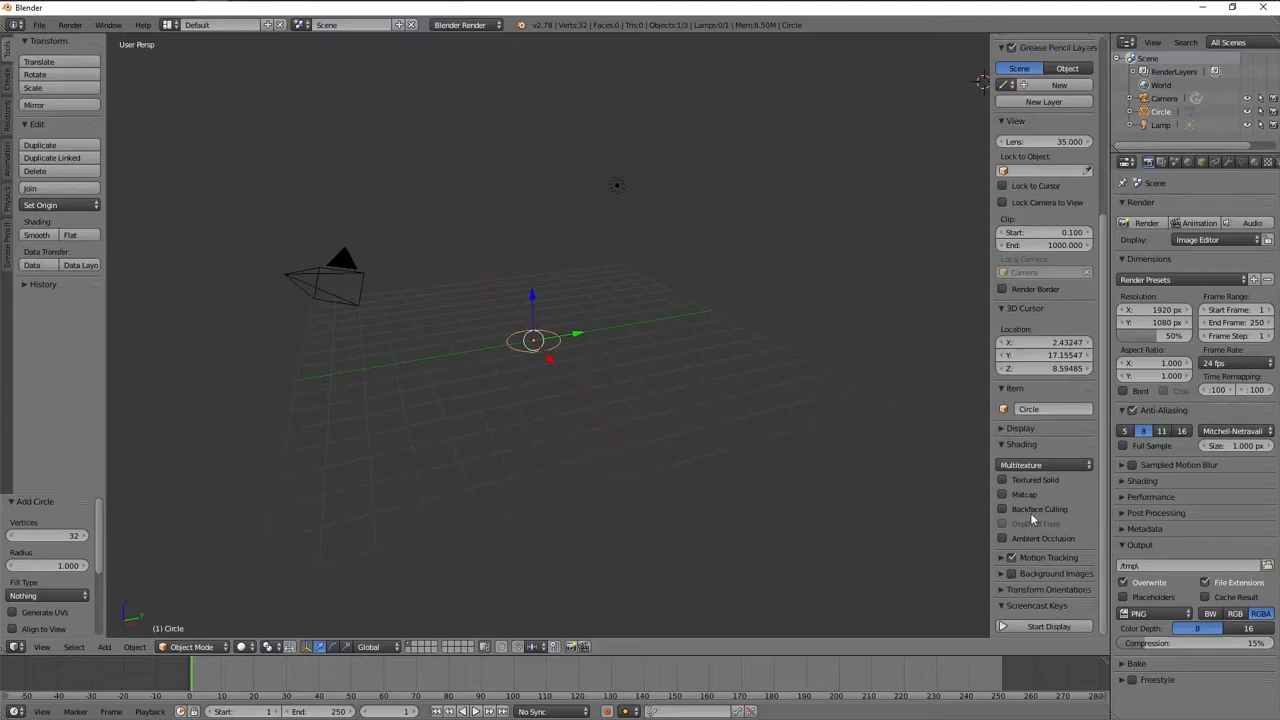 Blender
File Render Window Help Default Scene Blender Render v2.78 | Verts:32 | Faces:0 | Tris:0 | Objects:1/3 | Lamps:0/1 | Mem:8.50M | Circle
View Search All Scenes
Tools
Create
Relations
Animation
Physics
Grease Pencil
Transform
Translate
Rotate
Scale
Mirror
Edit
Duplicate
Duplicate Linked
Delete
Join
Set Origin
Shading:
Smooth Flat
Data Transfer:
Data Data Layo
History
Add Circle
Vertices
32
Radius
1.000
Fill Type
Nothing
Generate UVs
Align to View
User Persp
(1) Circle
Grease Pencil Layers
Scene Object
New
New Layer
View
Lens: 35.000
Lock to Object:
Lock to Cursor
Lock Camera to View
Clip:
Start: 0.100
End: 1000.000
Local Camera:
Camera
Render Border
3D Cursor
Location:
X: 2.43247
Y: 17.15547
Z: 8.59485
Item
Circle
Display
Shading
Multitexture
Textured Solid
Matcap
Backface Culling
Ambient Occlusion
Motion Tracking
Background Images
Transform Orientations
Screencast Keys
Start Display
Scene
RenderLayers
World
Camera
Circle
Lamp
Scene
Render
Render Animation Audio
Display: Image Editor
Dimensions
Render Presets
Resolution: Frame Range:
X: 1920 px Start Frame: 1
Y: 1080 px End Frame: 250
50% Frame Step: 1
Aspect Ratio: Frame Rate:
X: 1.000 24 fps
Y: 1.000 Time Remapping:
Bord Crop :100 :100
Anti-Aliasing
5 8 11 16 Mitchell-Netravali
Full Sample Size: 1.000 px
Sampled Motion Blur
Shading
Performance
Post Processing
Metadata
Output
/tmp\
Overwrite File Extensions
Placeholders Cache Result
PNG BW RGB RGBA
Color Depth: 8 16
Compression: 15%
Bake
Freestyle
View Select Add Object Object Mode Global
-50 -40 -30 -20 -10 0 10 20 30 40 50 60 70 80 90 100 110 120 130 140 150 160 170 180 190 200 210 220 230 240 250 260 270 280
View Marker Frame Playback Start: 1 End: 250 1 No Sync